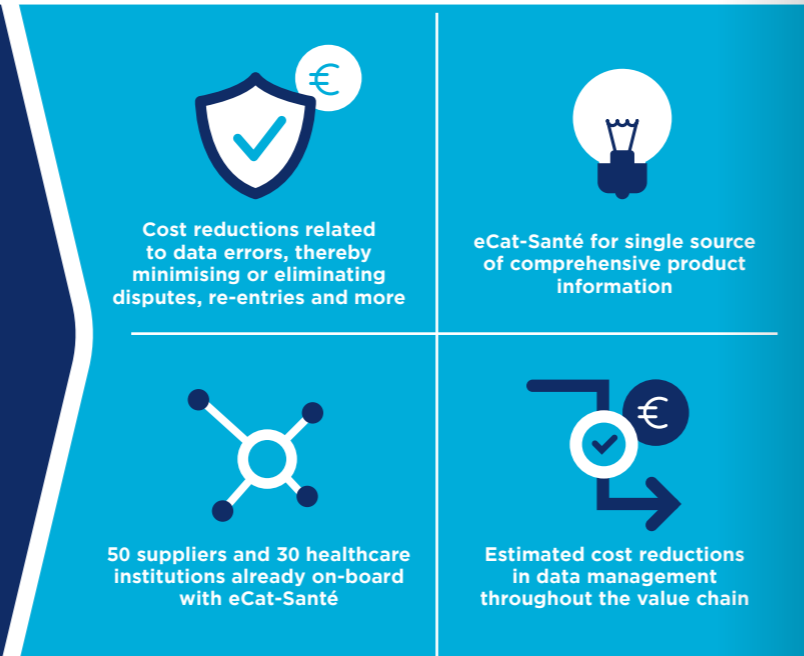 €
Cost reductions related
to data errors, thereby
minimising or eliminating
disputes, re-entries and more
eCat-Santé for single source
of comprehensive product
information
50 suppliers and 30 healthcare
institutions already on-board
with eCat-Santé
€
Estimated cost reductions
in data management
throughout the value chain